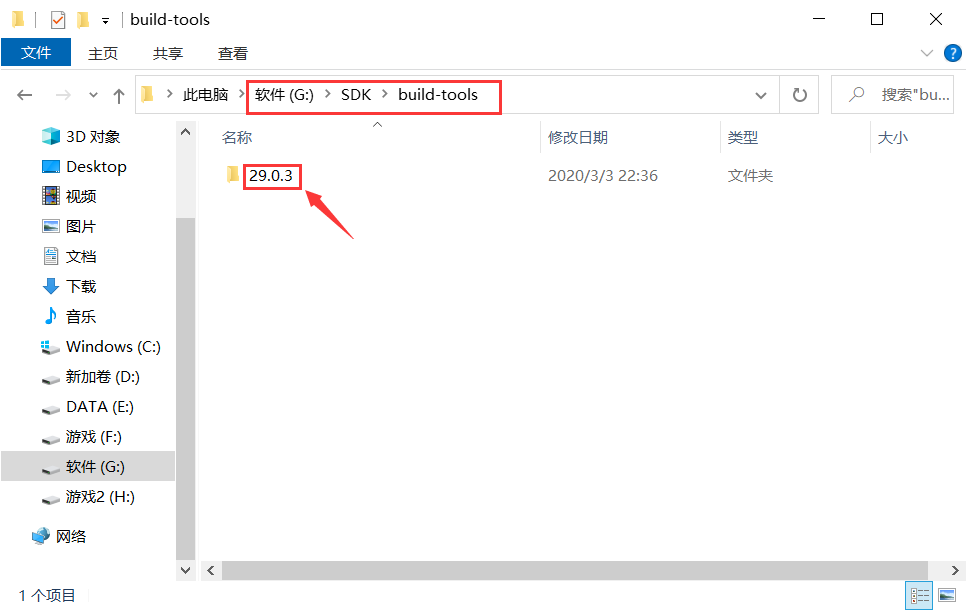 build-tools
文件 主页 共享 查看
此电脑 软件 (G:) SDK build-tools 搜索"bu...
3D 对象
Desktop
视频
图片
文档
下载
音乐
Windows (C:)
新加卷 (D:)
DATA (E:)
游戏 (F:)
软件 (G:)
游戏2 (H:)
网络
名称 修改日期 类型 大小
29.0.3 2020/3/3 22:36 文件夹
1 个项目